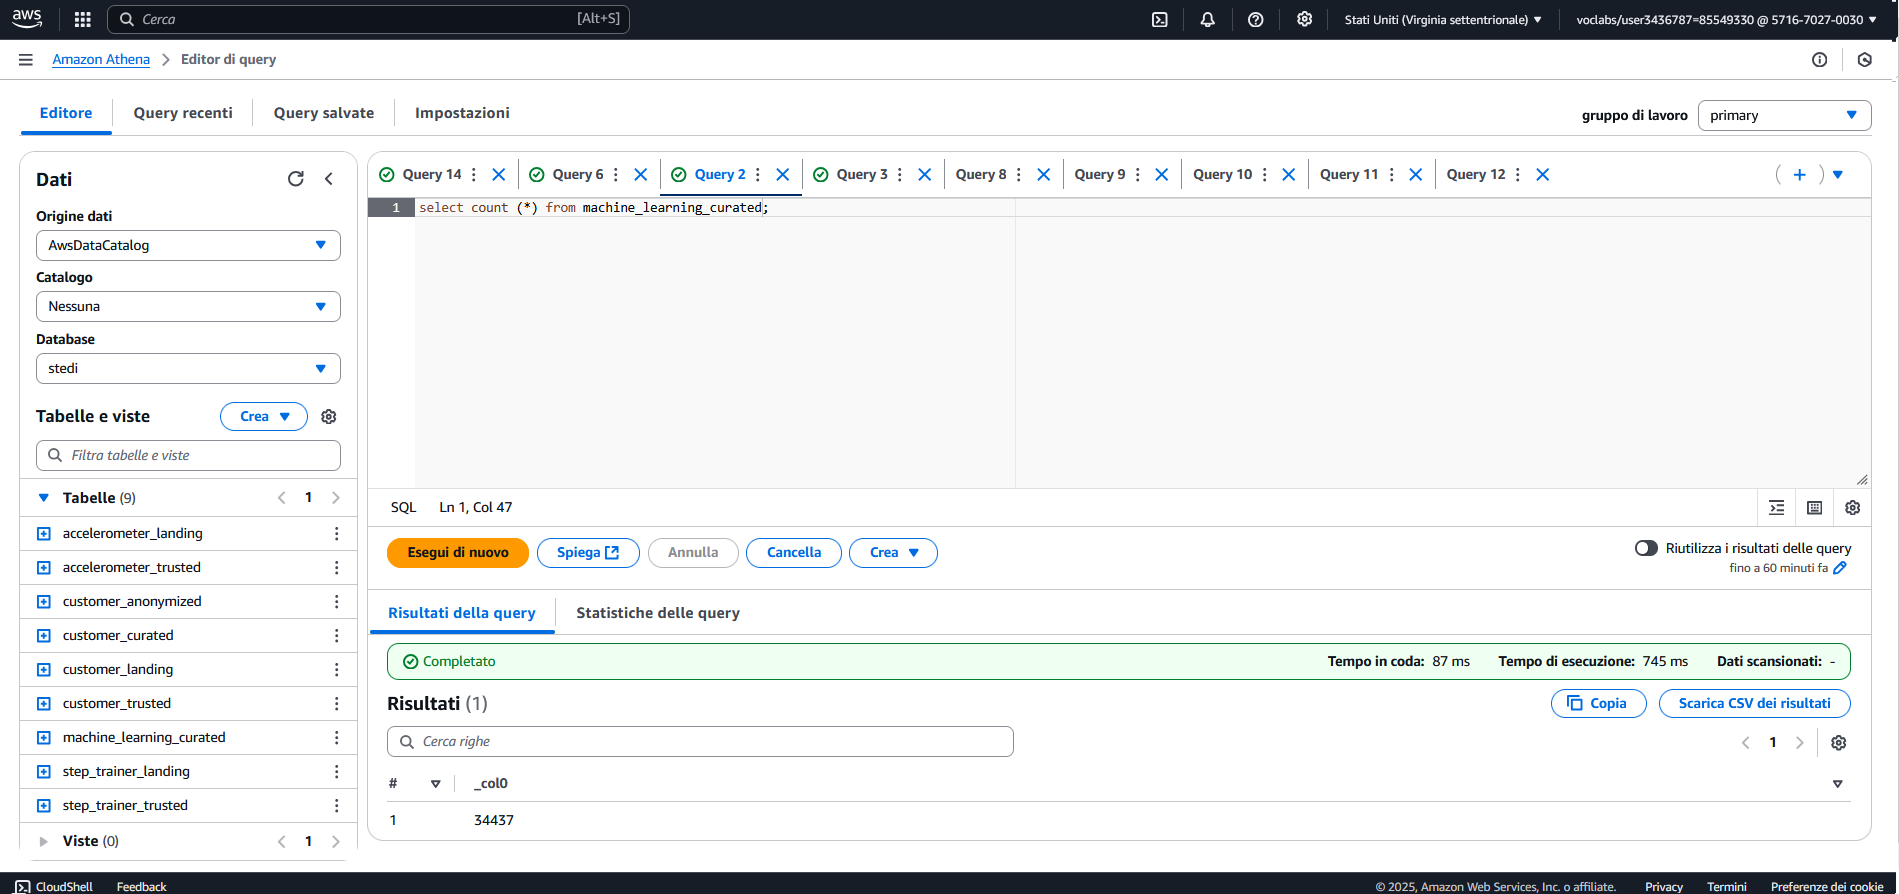 aws
Cerca [Alt+S]
Stati Uniti (Virginia settentrionale)
voclabs/user3436787=85549330 @ 5716-7027-0030
Amazon Athena
Editor di query
Editore
Query recenti
Query salvate
Impostazioni
gruppo di lavoro
primary
Dati
Origine dati
AwsDataCatalog
Catalogo
Nessuna
Database
stedi
Tabelle e viste
Crea
Filtra tabelle e viste
Tabelle (9)
1
accelerometer_landing
accelerometer_trusted
customer_anonymized
customer_curated
customer_landing
customer_trusted
machine_learning_curated
step_trainer_landing
step_trainer_trusted
Viste (0)
1
Query 14
Query 6
Query 2
Query 3
Query 8
Query 9
Query 10
Query 11
Query 12
1 select count (*) from machine_learning_curated;
SQL
Ln 1, Col 47
Esegui di nuovo
Spiega
Annulla
Cancella
Crea
Riutilizza i risultati delle query
fino a 60 minuti fa
Risultati della query
Statistiche delle query
Completato
Tempo in coda: 87 ms
Tempo di esecuzione: 745 ms
Dati scansionati: -
Risultati (1)
Copia
Scarica CSV dei risultati
Cerca righe
1
# _col0
1 34437
CloudShell
Feedback
© 2025, Amazon Web Services, Inc. o affiliate.
Privacy
Termini
Preferenze dei cookie